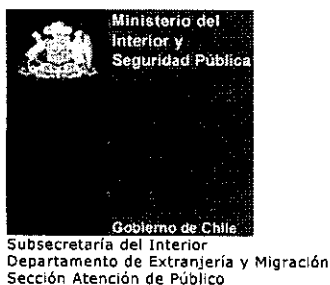 Ministerio del
Interior y
Seguridad Pública
Gobierno de Chile
Subsecretaría del Interior
Departamento de Extranjería y Migración
Sección Atención de Público